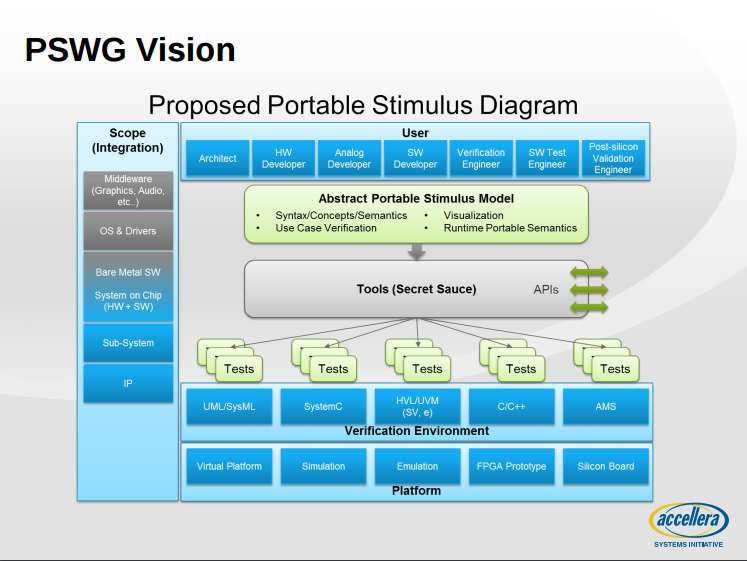 PSWG Vision
Proposed Portable Stimulus Diagram
Scope
(Integration)
Middleware
(Graphics, Audio,
etc..)
OS & Drivers
Bare Metal SW
System on Chip
(HW + SW)
Sub-System
IP
User
Architect
HW
Developer
Analog
Developer
SW
Developer
Verification
Engineer
SW Test
Engineer
Post-silicon
Validation
Engineer
Abstract Portable Stimulus Model
• Syntax/Concepts/Semantics
• Use Case Verification
• Visualization
• Runtime Portable Semantics
Tools (Secret Sauce)
APIs
Tests
Tests
Tests
Tests
Tests
UML/SysML
SystemC
HVL/UVM
(SV, e)
C/C++
AMS
Verification Environment
Virtual Platform
Simulation
Emulation
FPGA Prototype
Silicon Board
Platform
accellera
SYSTEMS INITIATIVE